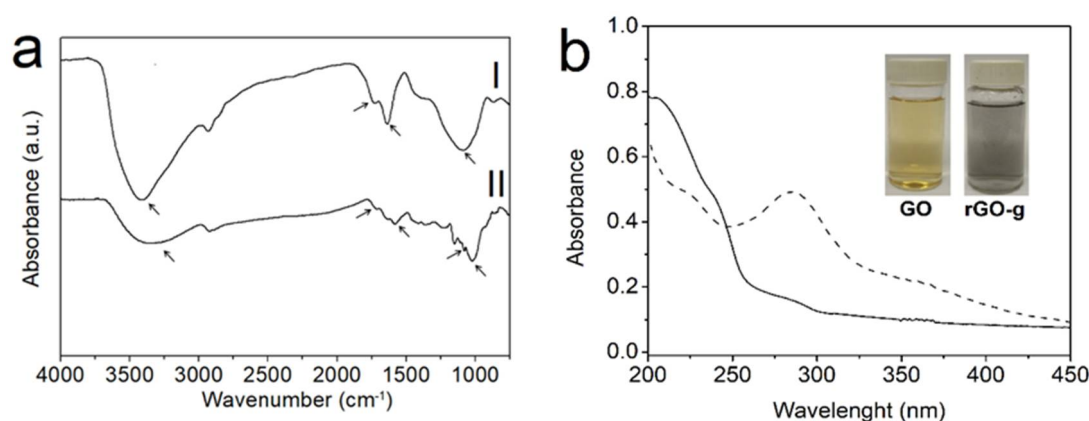 a
I
II
Absorbance (a.u.)
4000 3500 3000 2500 2000 1500 1000
Wavenumber (cm⁻¹)
b
1.0
0.8
0.6
0.4
0.2
0.0
Absorbance
GO rGO-g
200 250 300 350 400 450
Wavelenght (nm)